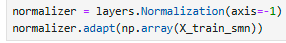 normalizer = layers.Normalization(axis=-1)
normalizer.adapt(np.array(X_train_smn))